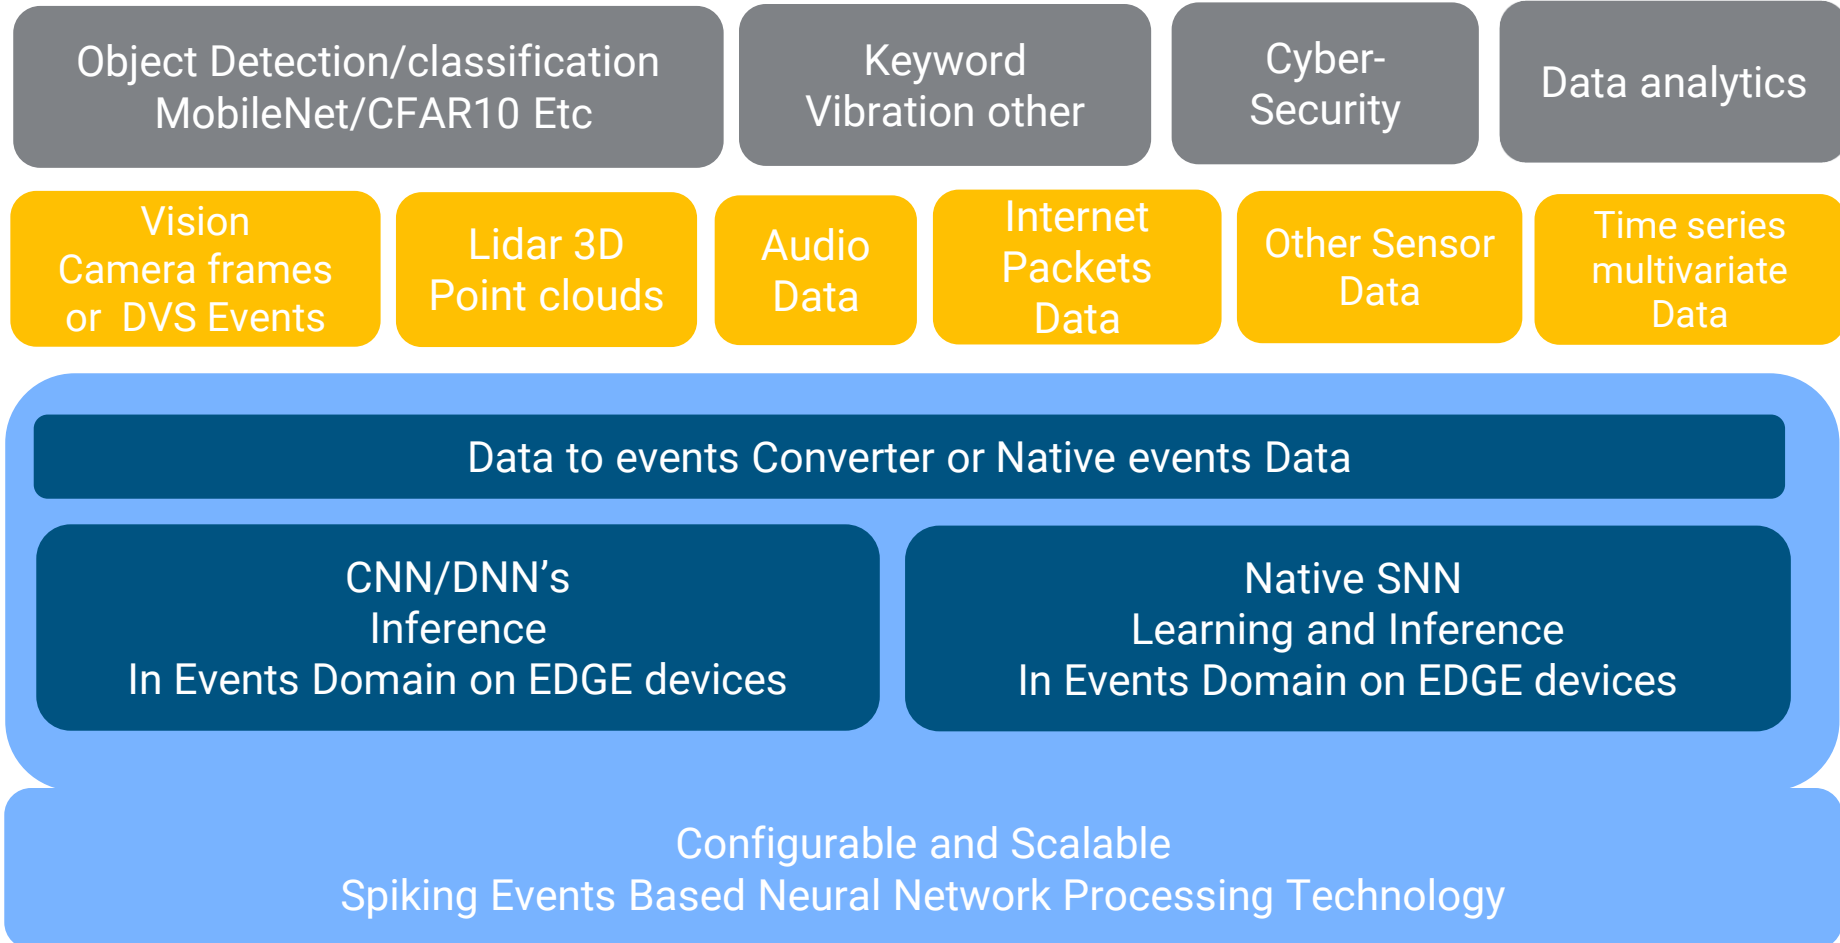 Object Detection/classification
MobileNet/CFAR10 Etc
Keyword
Vibration other
Cyber-
Security
Data analytics
Vision
Camera frames
or DVS Events
Lidar 3D
Point clouds
Audio
Data
Internet
Packets
Data
Other Sensor
Data
Time series
multivariate
Data
Data to events Converter or Native events Data
CNN/DNN’s
Inference
In Events Domain on EDGE devices
Native SNN
Learning and Inference
In Events Domain on EDGE devices
Configurable and Scalable
Spiking Events Based Neural Network Processing Technology